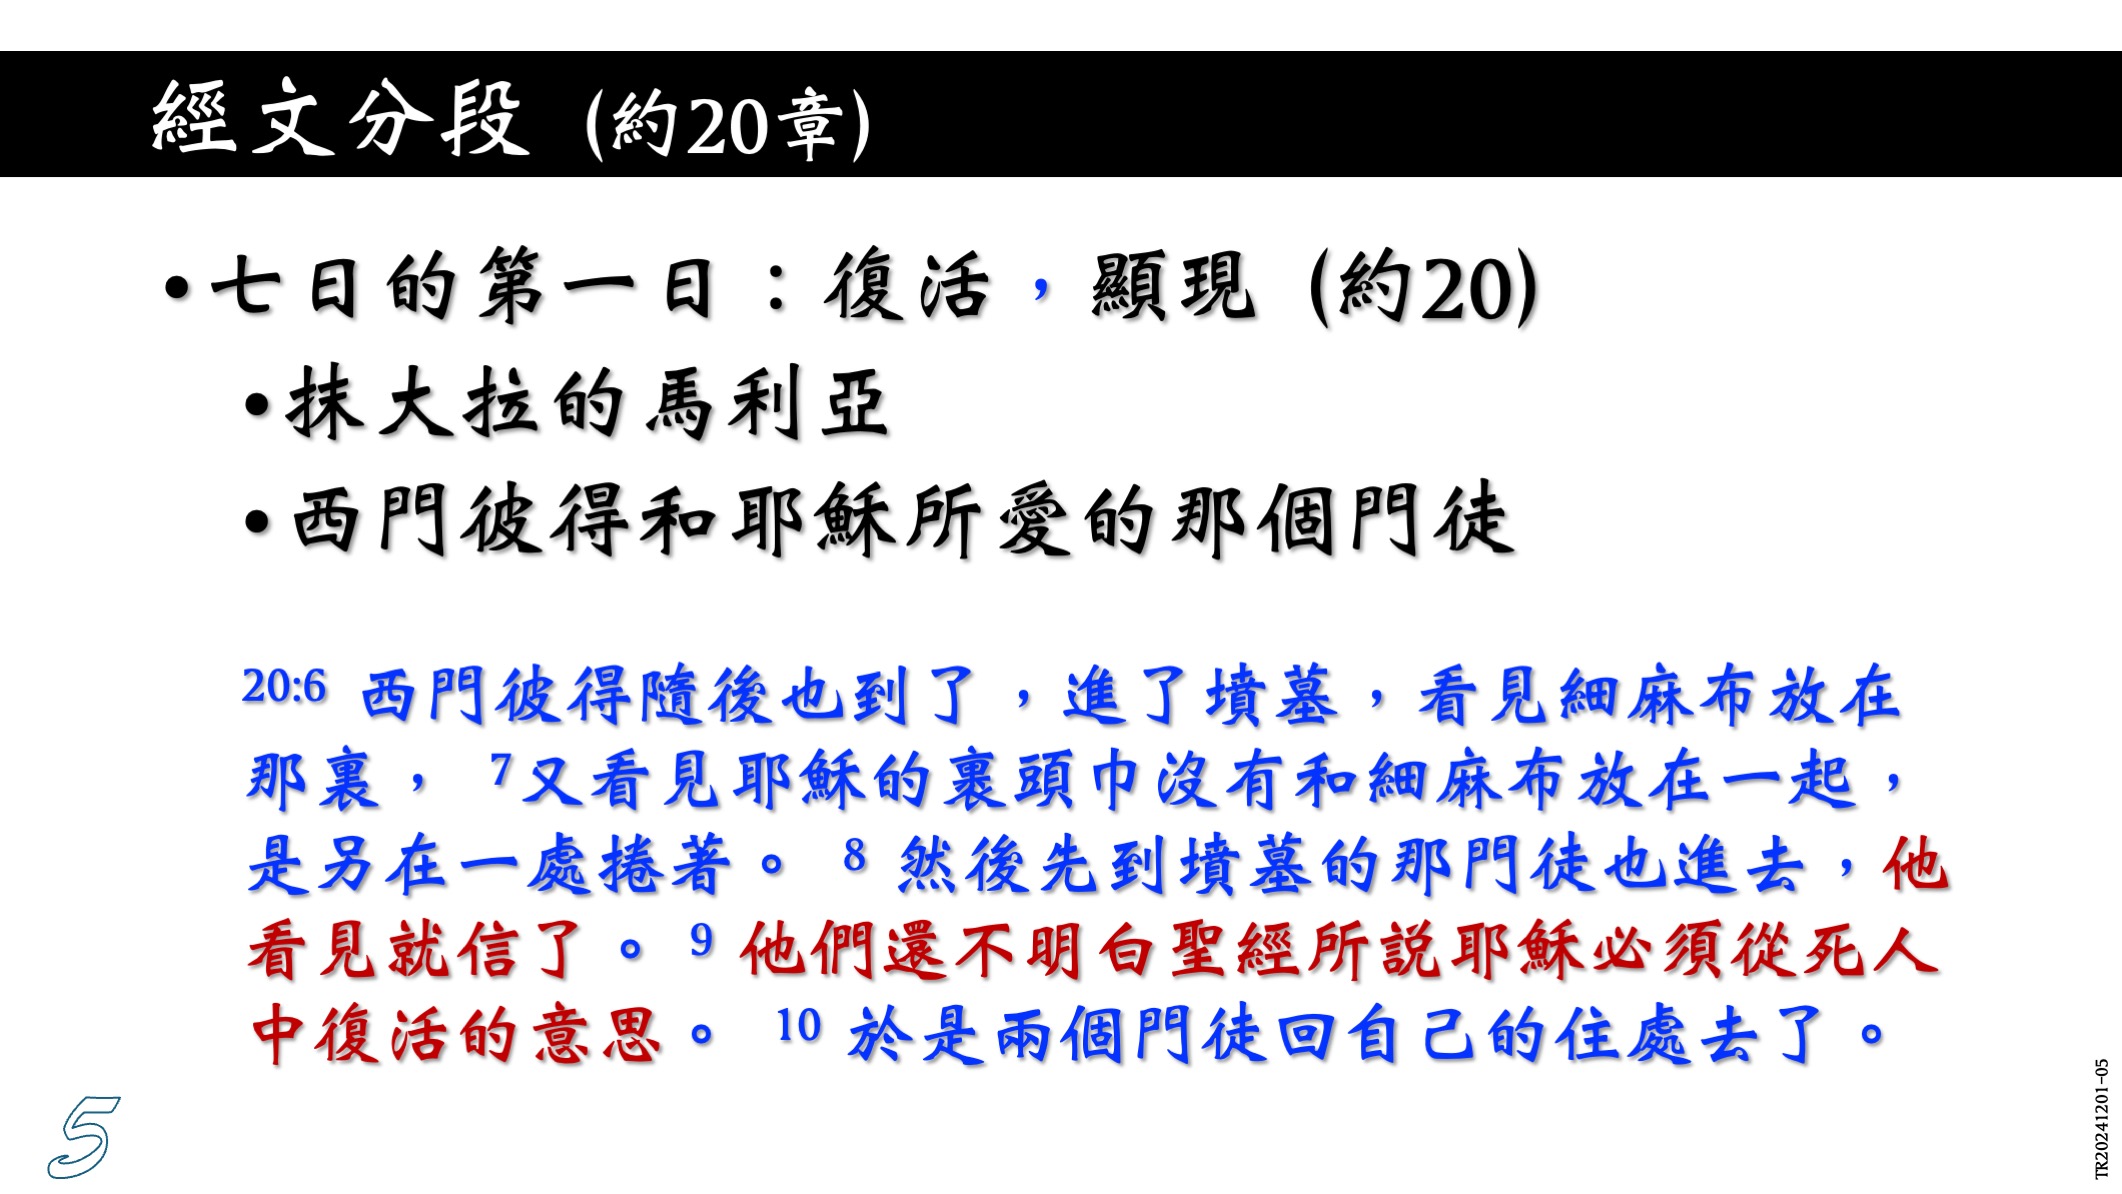 經文分段 (約20章)
•七日的第一日：復活，顯現 (約20)
•抹大拉的馬利亞
•西門彼得和耶穌所愛的那個門徒
20:6 西門彼得隨後也到了，進了墳墓，看見細麻布放在
那裏， 7又看見耶穌的裹頭巾沒有和細麻布放在一起，
是另在一處捲著。 8 然後先到墳墓的那門徒也進去，他
看見就信了。9 他們還不明白聖經所說耶穌必須從死人
中復活的意思。 10 於是兩個門徒回自己的住處去了。
5
TR20241201-05